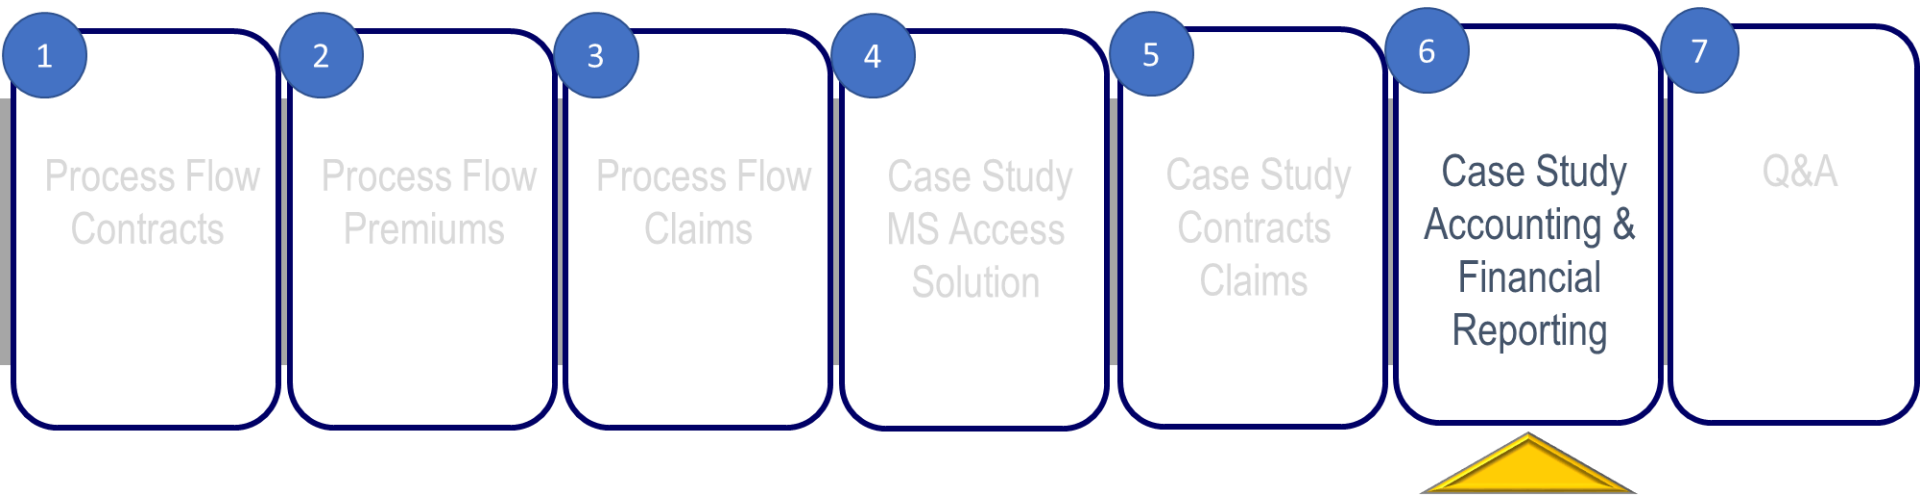 1
Process Flow
Contracts
2
Process Flow
Premiums
3
Process Flow
Claims
4
Case Study
MS Access
Solution
5
Case Study
Contracts
Claims
6
Case Study
Accounting &
Financial
Reporting
7
Q&A